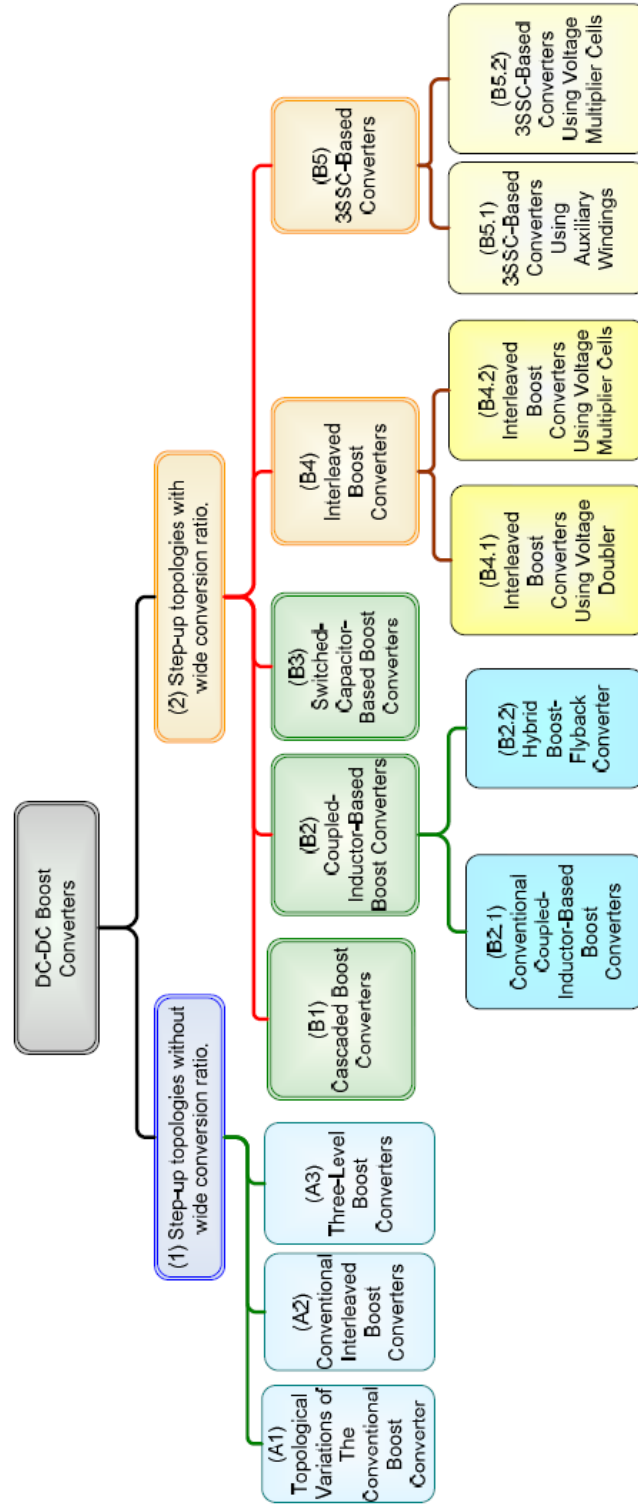 DC-DC Boost
Converters
(1) Step-up topologies without
wide conversion ratio.
(2) Step-up topologies with
wide conversion ratio.
(A1)
Topological
Variations of
The
Conventional
Boost
Converter
(A2)
Conventional
Interleaved
Boost
Converters
(A3)
Three-Level
Boost
Converters
(B1)
Cascaded Boost
Converters
(B2)
Coupled-
Inductor-Based
Boost Converters
(B3)
Switched-
Capacitor-
Based Boost
Converters
(B4)
Interleaved
Boost
Converters
(B5)
3SSC-Based
Converters
(B2.1)
Conventional
Coupled-
Inductor-Based
Boost
Converters
(B2.2)
Hybrid
Boost-
Flyback
Converter
(B4.1)
Interleaved
Boost
Converters
Using Voltage
Doubler
(B4.2)
Interleaved
Boost
Converters
Using Voltage
Multiplier Cells
(B5.1)
3SSC-Based
Converters
Using
Auxiliary
Windings
(B5.2)
3SSC-Based
Converters
Using Voltage
Multiplier Cells